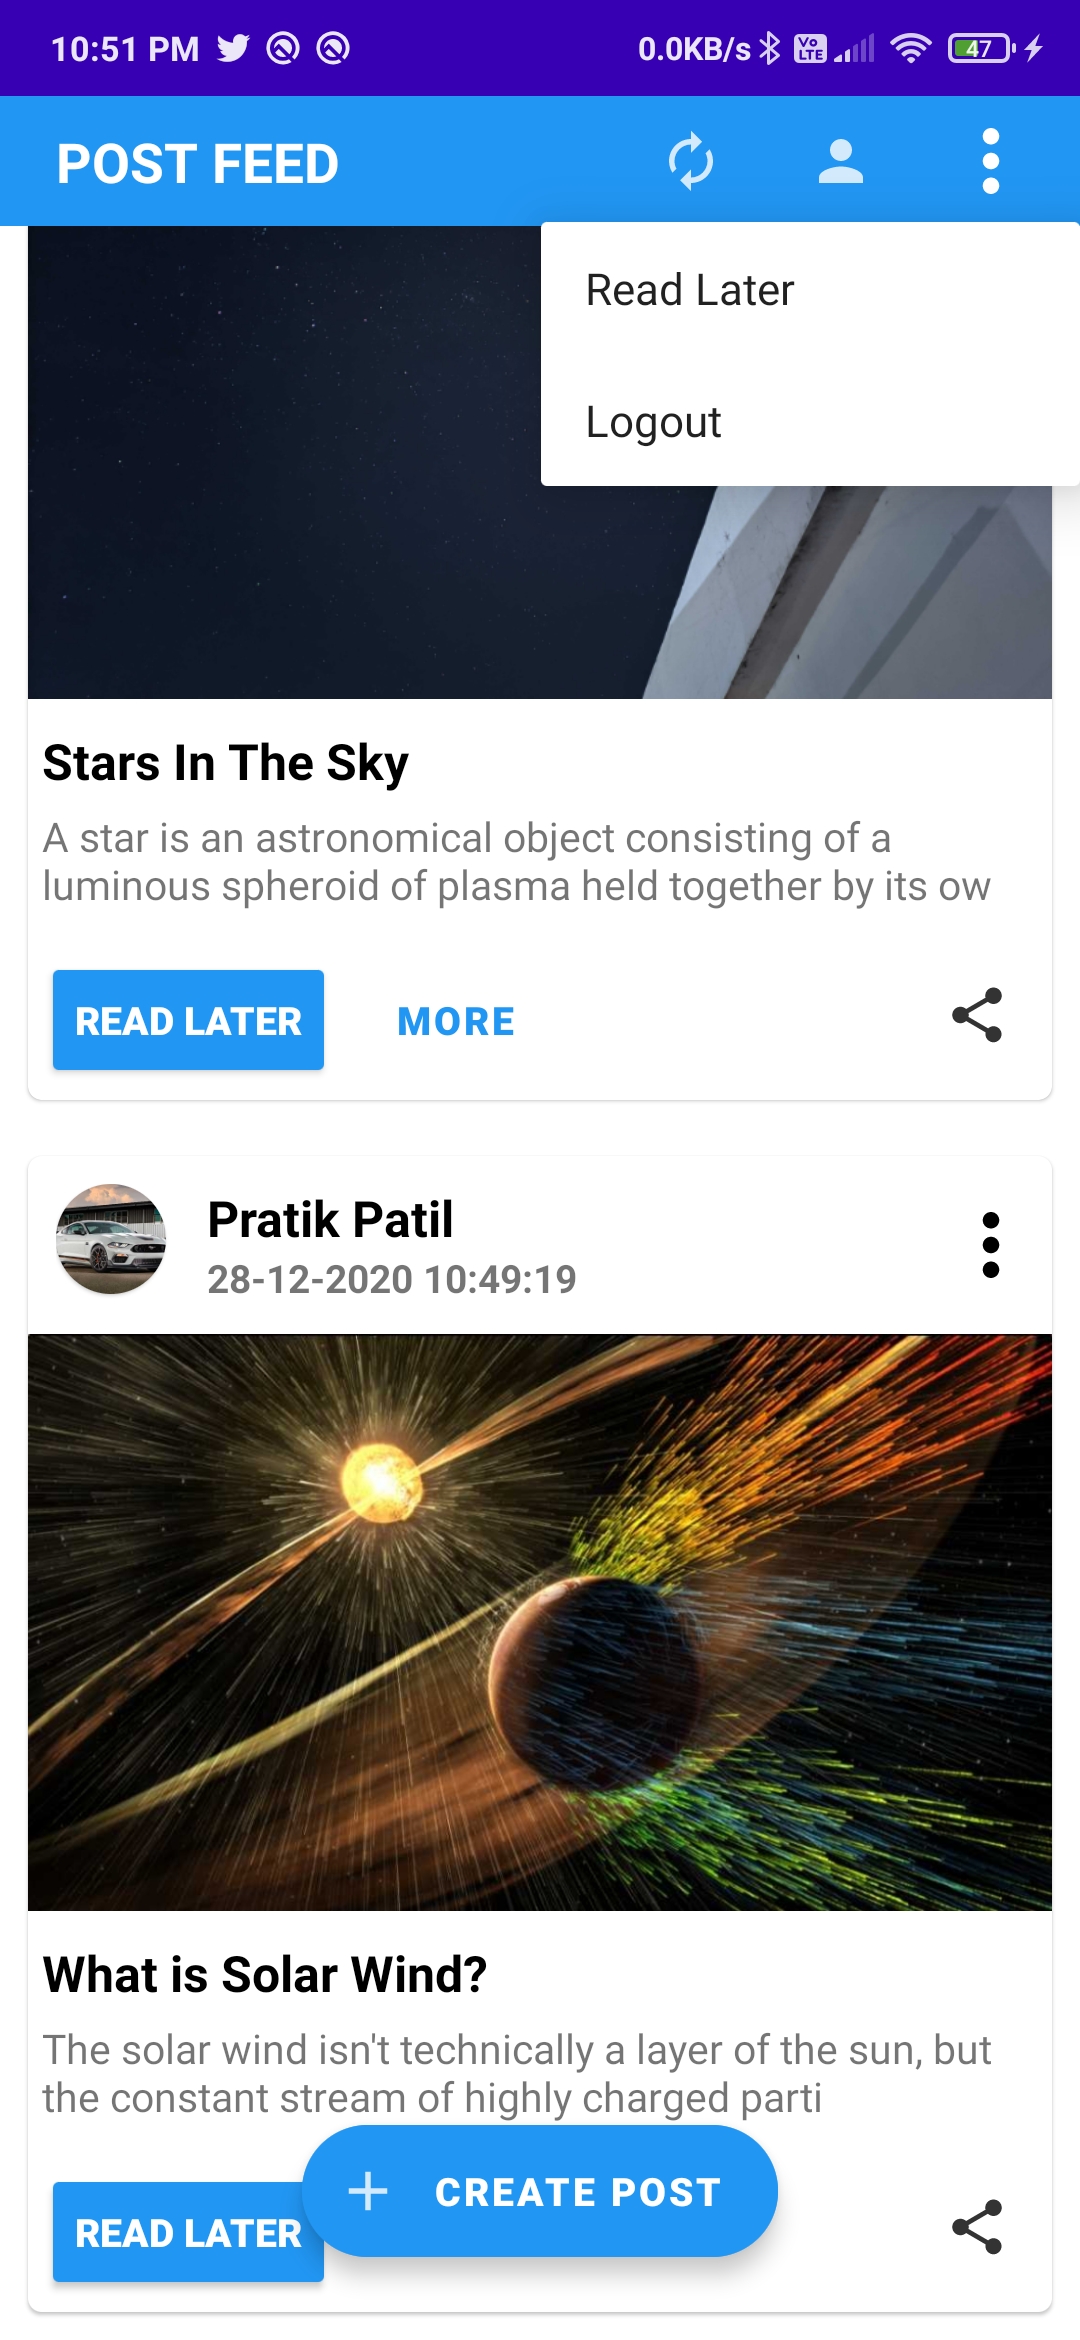 10:51 PM
0.0KB/s
Vo LTE
47
POST FEED
Read Later
Logout
Stars In The Sky
A star is an astronomical object consisting of a
luminous spheroid of plasma held together by its ow
READ LATER
MORE
Pratik Patil
28-12-2020 10:49:19
What is Solar Wind?
The solar wind isn't technically a layer of the sun, but
the constant stream of highly charged parti
READ LATER
CREATE POST